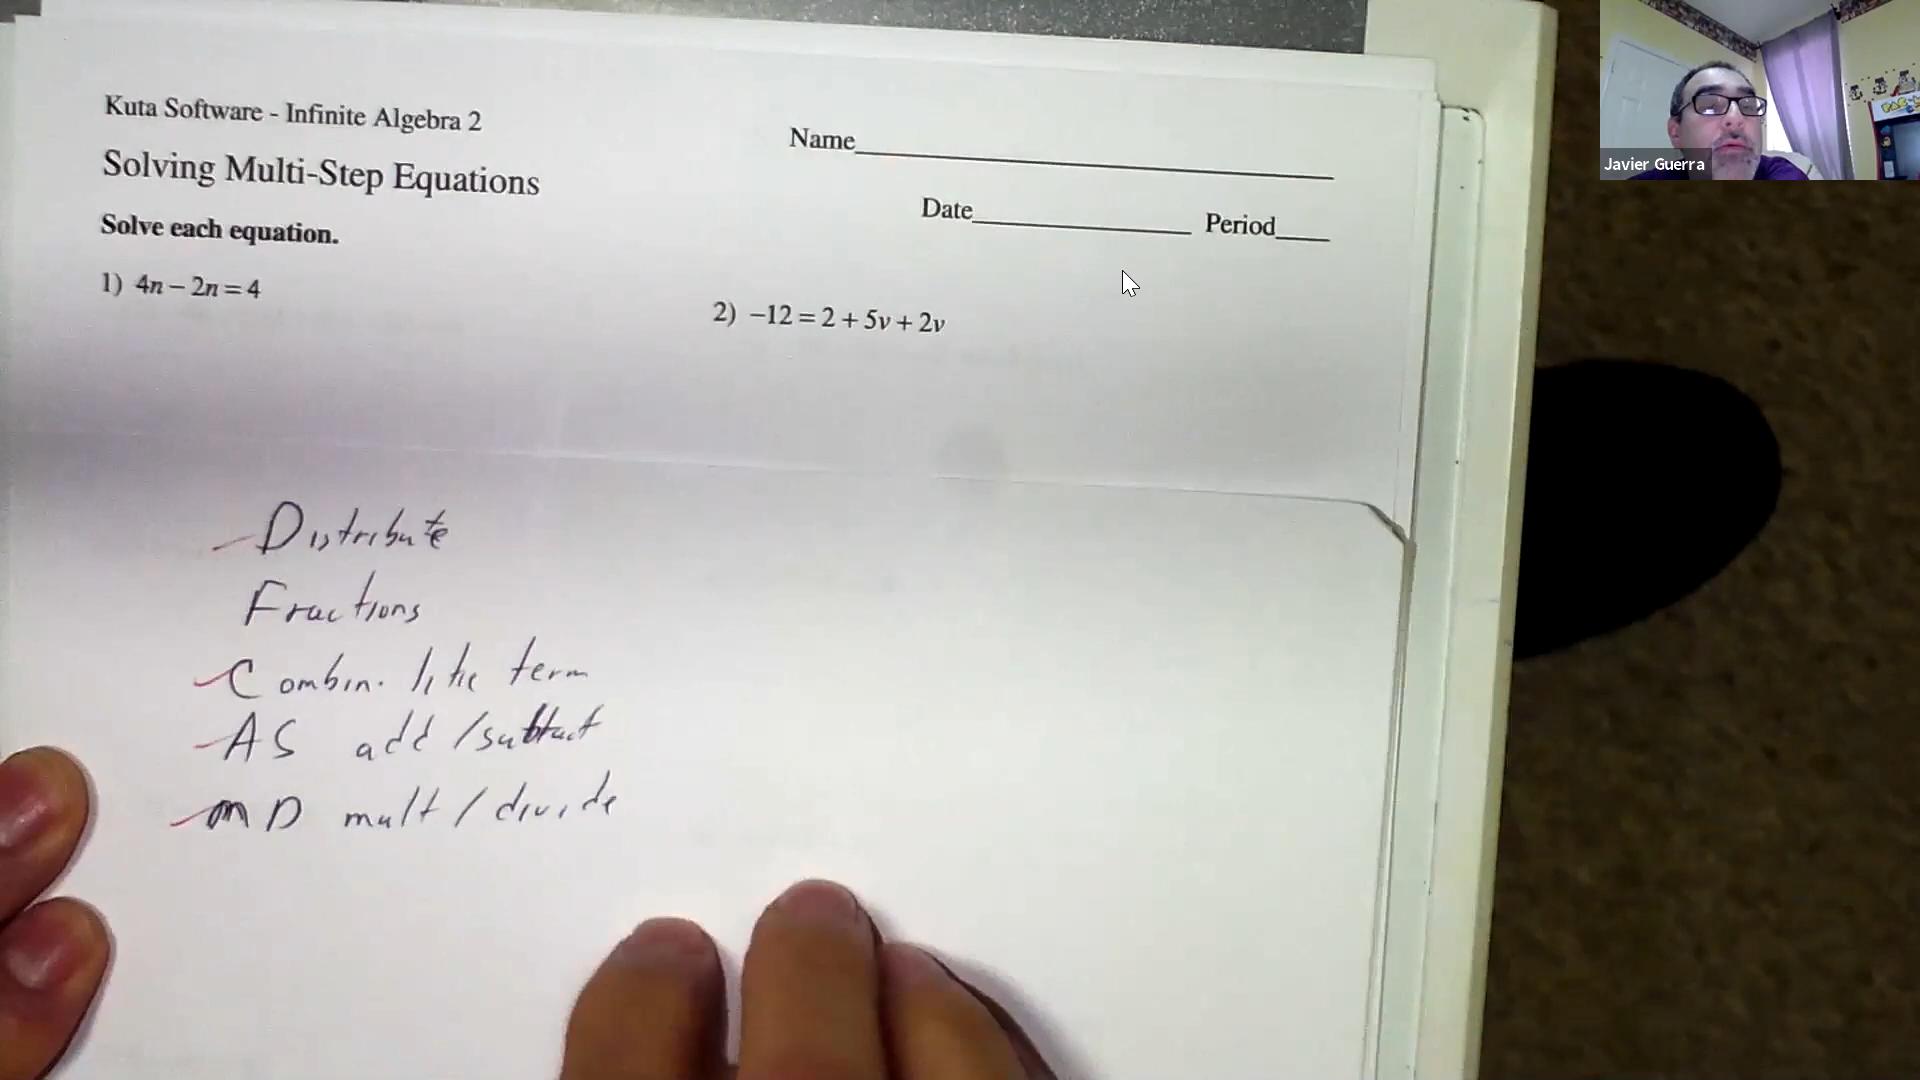 Kuta Software - Infinite Algebra 2
Name
Solving Multi-Step Equations
Date Period
Solve each equation.
1) 4n – 2n = 4
2) –12 = 2 + 5v + 2v
Distribute
Fractions
Combin. like term
AS add/subtract
MD mult/divide
Javier Guerra